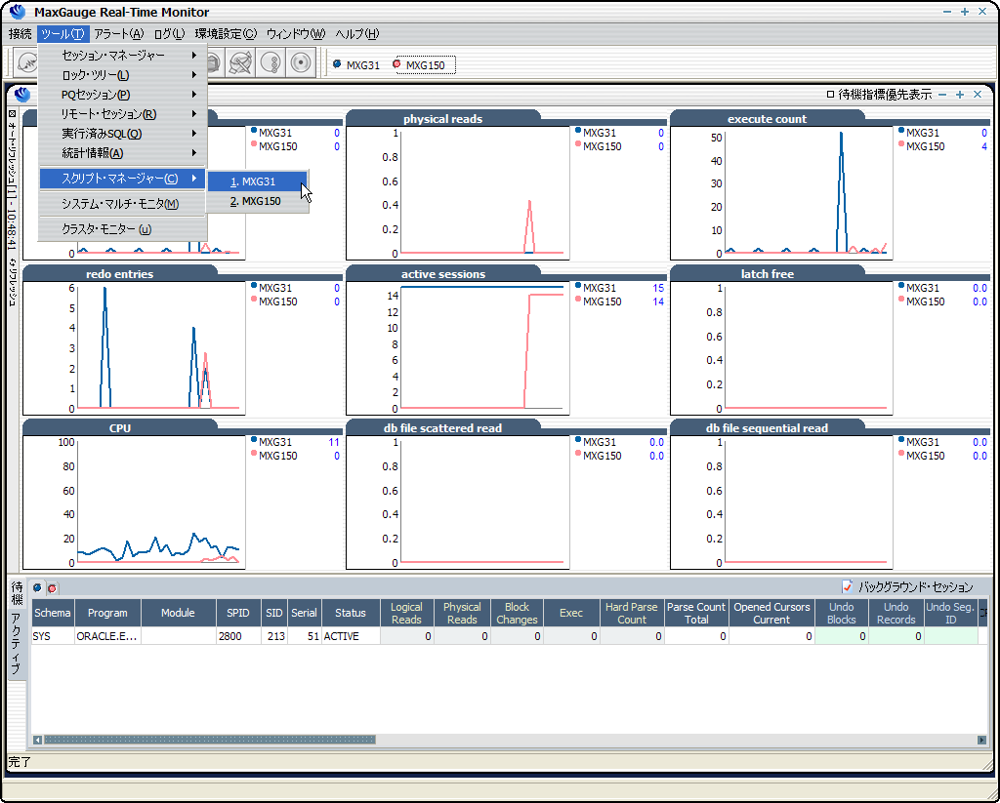 MaxGauge Real-Time Monitor
接続 ツール(T) アラート(A) ログ(L) 環境設定(C) ウィンドウ(W) ヘルプ(H)
MXG31 MXG150
セッション・マネージャー
ロック・ツリー(L)
PQセッション(P)
リモート・セッション(R)
実行済みSQL(Q)
統計情報(A)
スクリプト・マネージャー(C)
システム・マルチ・モニタ(M)
クラスタ・モニター (u)
1. MXG31
2. MXG150
待機指標優先表示
オート・リフレッシュ[1] - 10:48:41 リフレッシュ
MXG31 0
MXG150 0
0
physical reads
MXG31 0
MXG150 0
1
0.8
0.6
0.4
0.2
0
execute count
MXG31 0
MXG150 4
50
40
30
20
10
0
redo entries
MXG31 0
MXG150 0
6
5
4
3
2
1
0
active sessions
MXG31 15
MXG150 14
14
12
10
8
6
4
2
0
latch free
MXG31 0.0
MXG150 0.0
1
0.8
0.6
0.4
0.2
0
CPU
MXG31 11
MXG150 0
100
80
60
40
20
0
db file scattered read
MXG31 0.0
MXG150 0.0
1
0.8
0.6
0.4
0.2
0
db file sequential read
MXG31 0.0
MXG150 0.0
1
0.8
0.6
0.4
0.2
0
待機
アクティブ
バックグラウンド・セッション
Schema Program Module SPID SID Serial Status Logical Reads Physical Reads Block Changes Exec Hard Parse Count Parse Count Total Opened Cursors Current Undo Blocks Undo Records Undo Seg. ID
SYS ORACLE.E... 2800 213 51 ACTIVE 0 0 0 0 0 0 0 0 0
完了